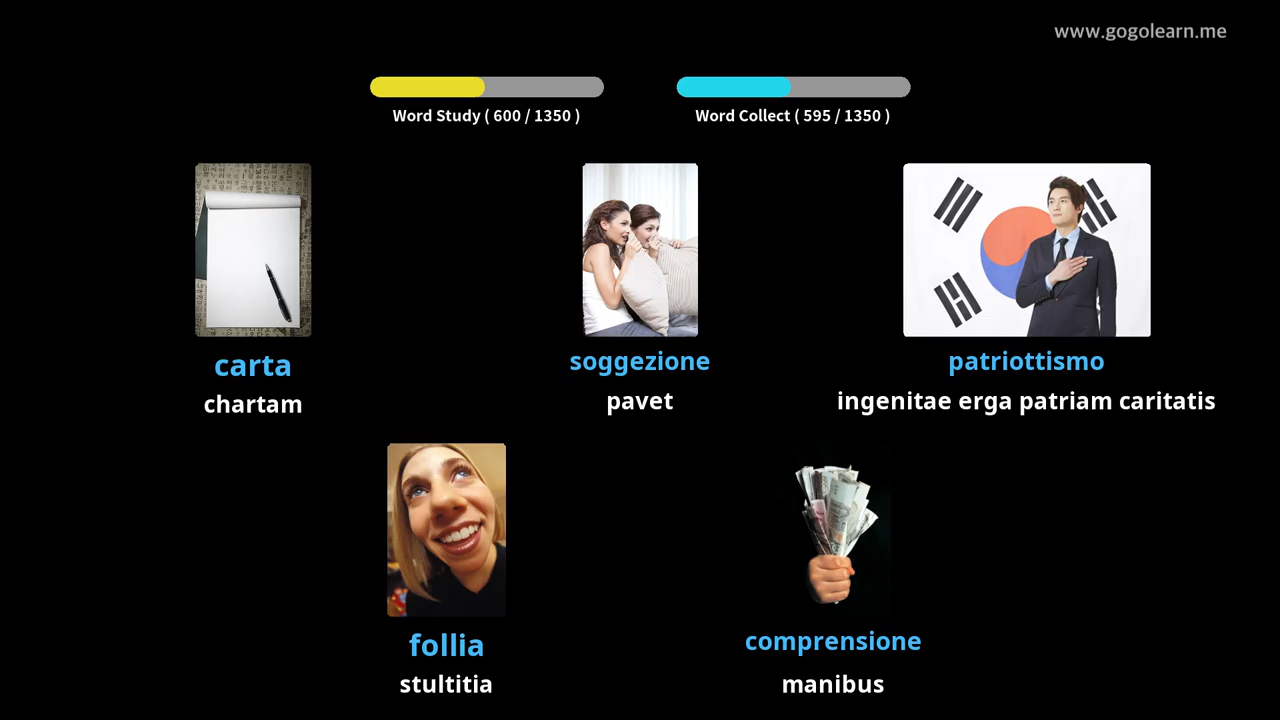 www.gogolearn.me
Word Study ( 600 / 1350 )
Word Collect ( 595 / 1350 )
carta
chartam
soggezione
pavet
patriottismo
ingenitae erga patriam caritatis
follia
stultitia
comprensione
manibus